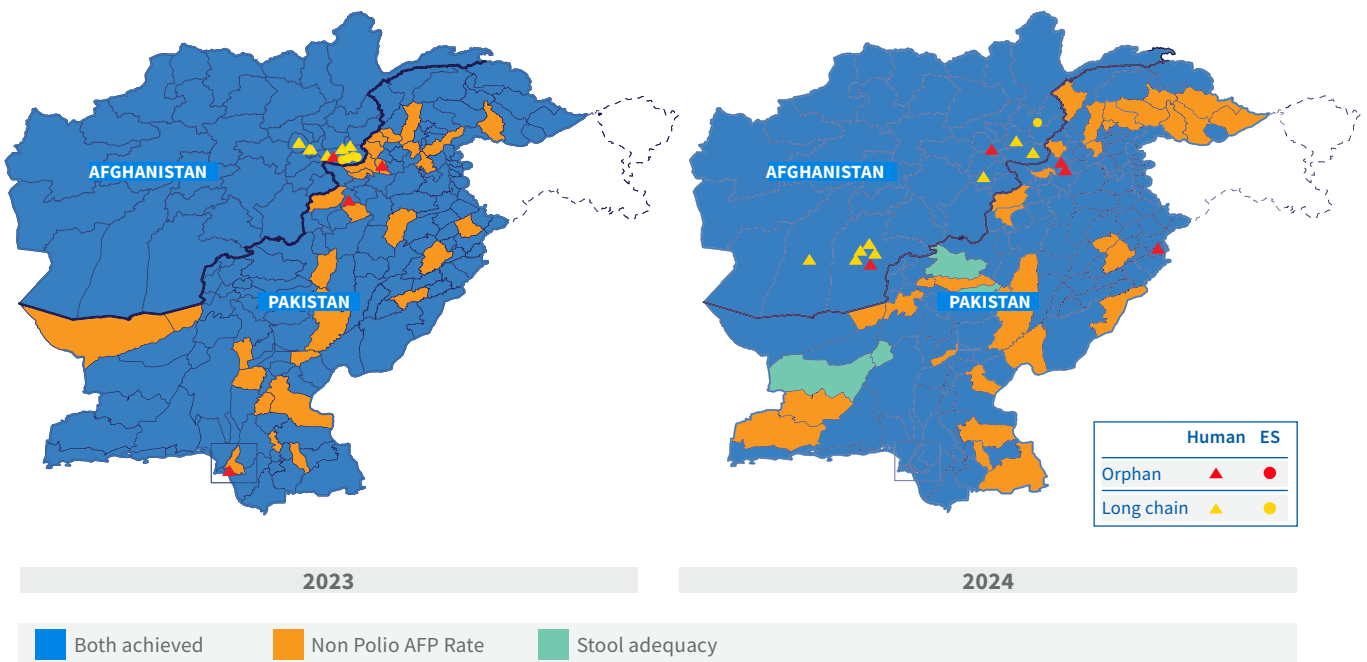 AFGHANISTAN
PAKISTAN
AFGHANISTAN
PAKISTAN
Human ES
Orphan
Long chain
2023
2024
Both achieved
Non Polio AFP Rate
Stool adequacy